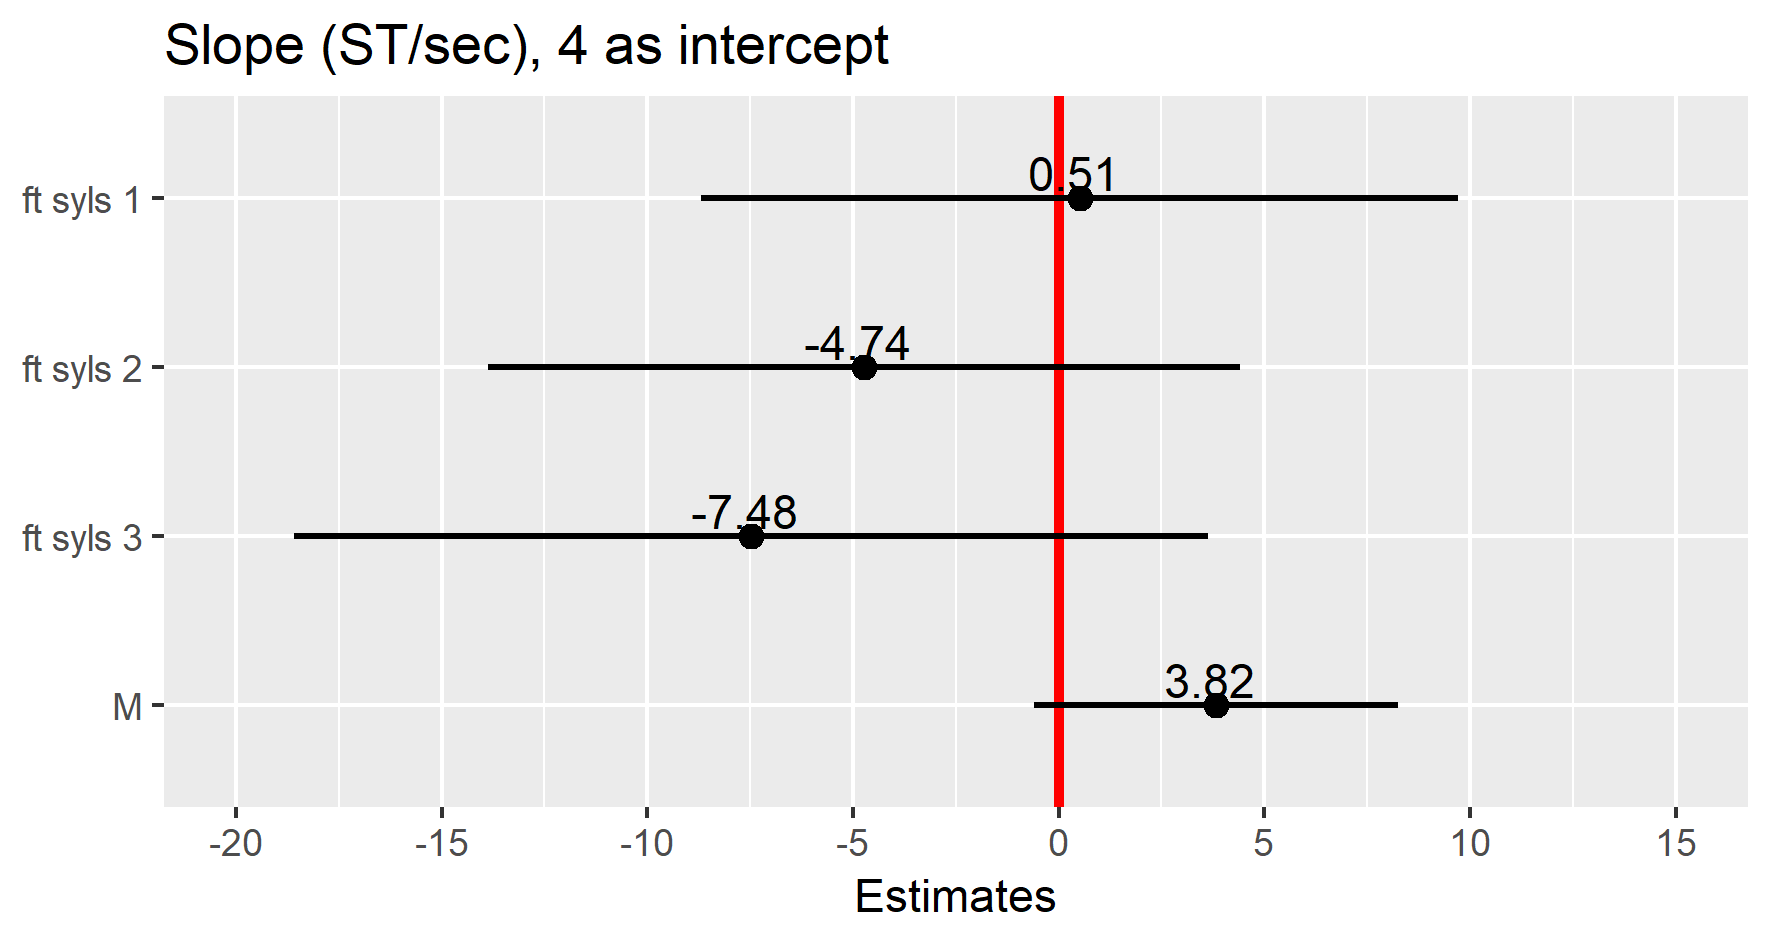 Slope (ST/sec), 4 as intercept
ft syls 1
0.51
ft syls 2
-4.74
ft syls 3
-7.48
M
3.82
-20 -15 -10 -5 0 5 10 15
Estimates